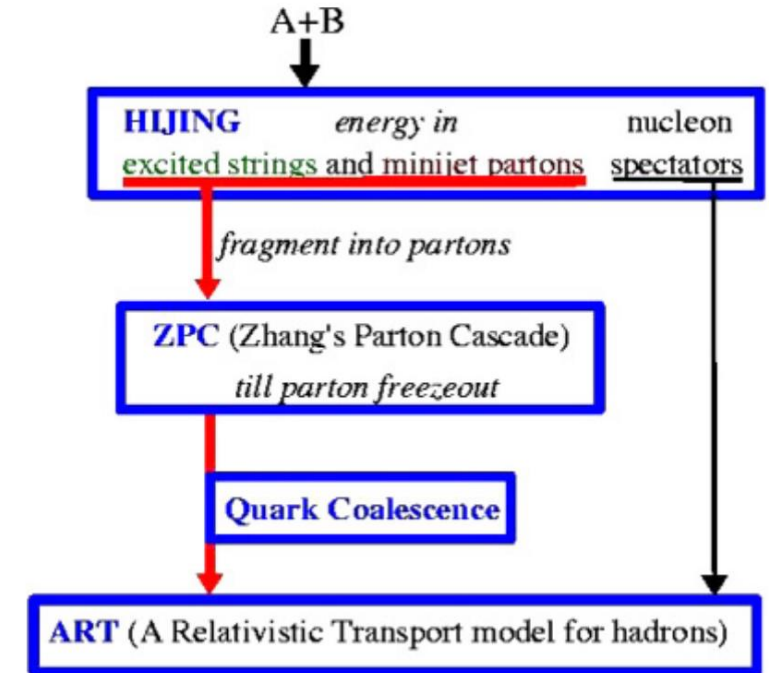 A+B
HIJING energy in nucleon
excited strings and minijet partons spectators
fragment into partons
ZPC (Zhang's Parton Cascade)
till parton freezeout
Quark Coalescence
ART (A Relativistic Transport model for hadrons)